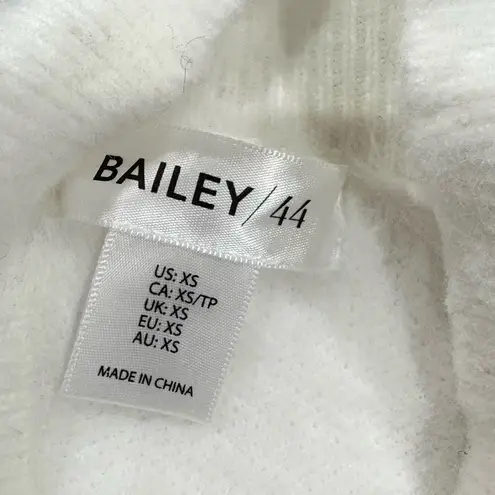 BAILEY/44
US: XS
CA: XS/TP
UK: XS
EU: XS
AU: XS
MADE IN CHINA